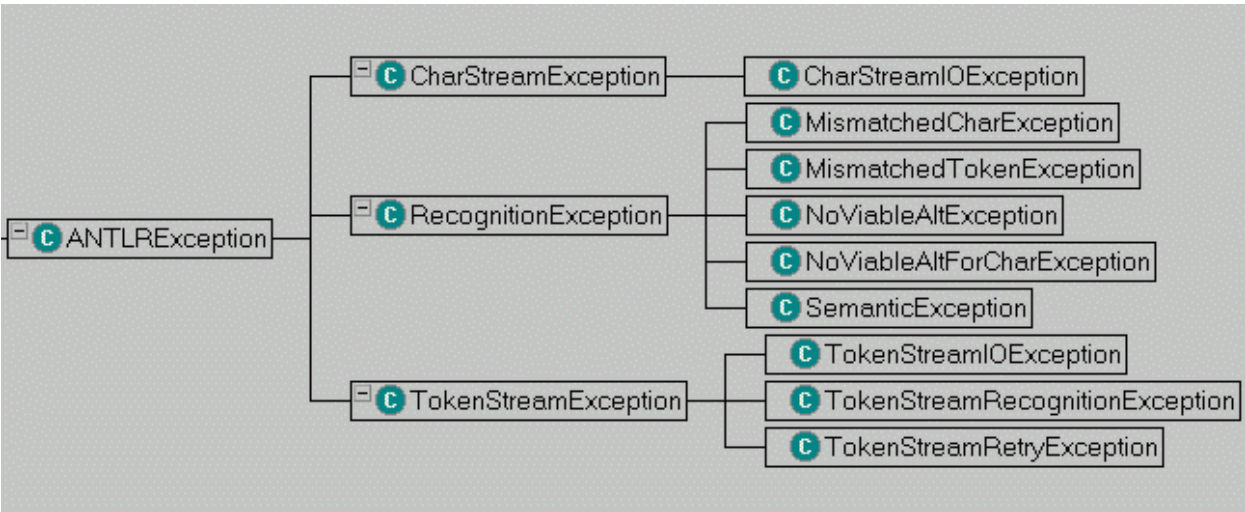 ANTLRException
CharStreamException
CharStreamIOException
RecognitionException
MismatchedCharException
MismatchedTokenException
NoViableAltException
NoViableAltForCharException
SemanticException
TokenStreamException
TokenStreamIOException
TokenStreamRecognitionException
TokenStreamRetryException